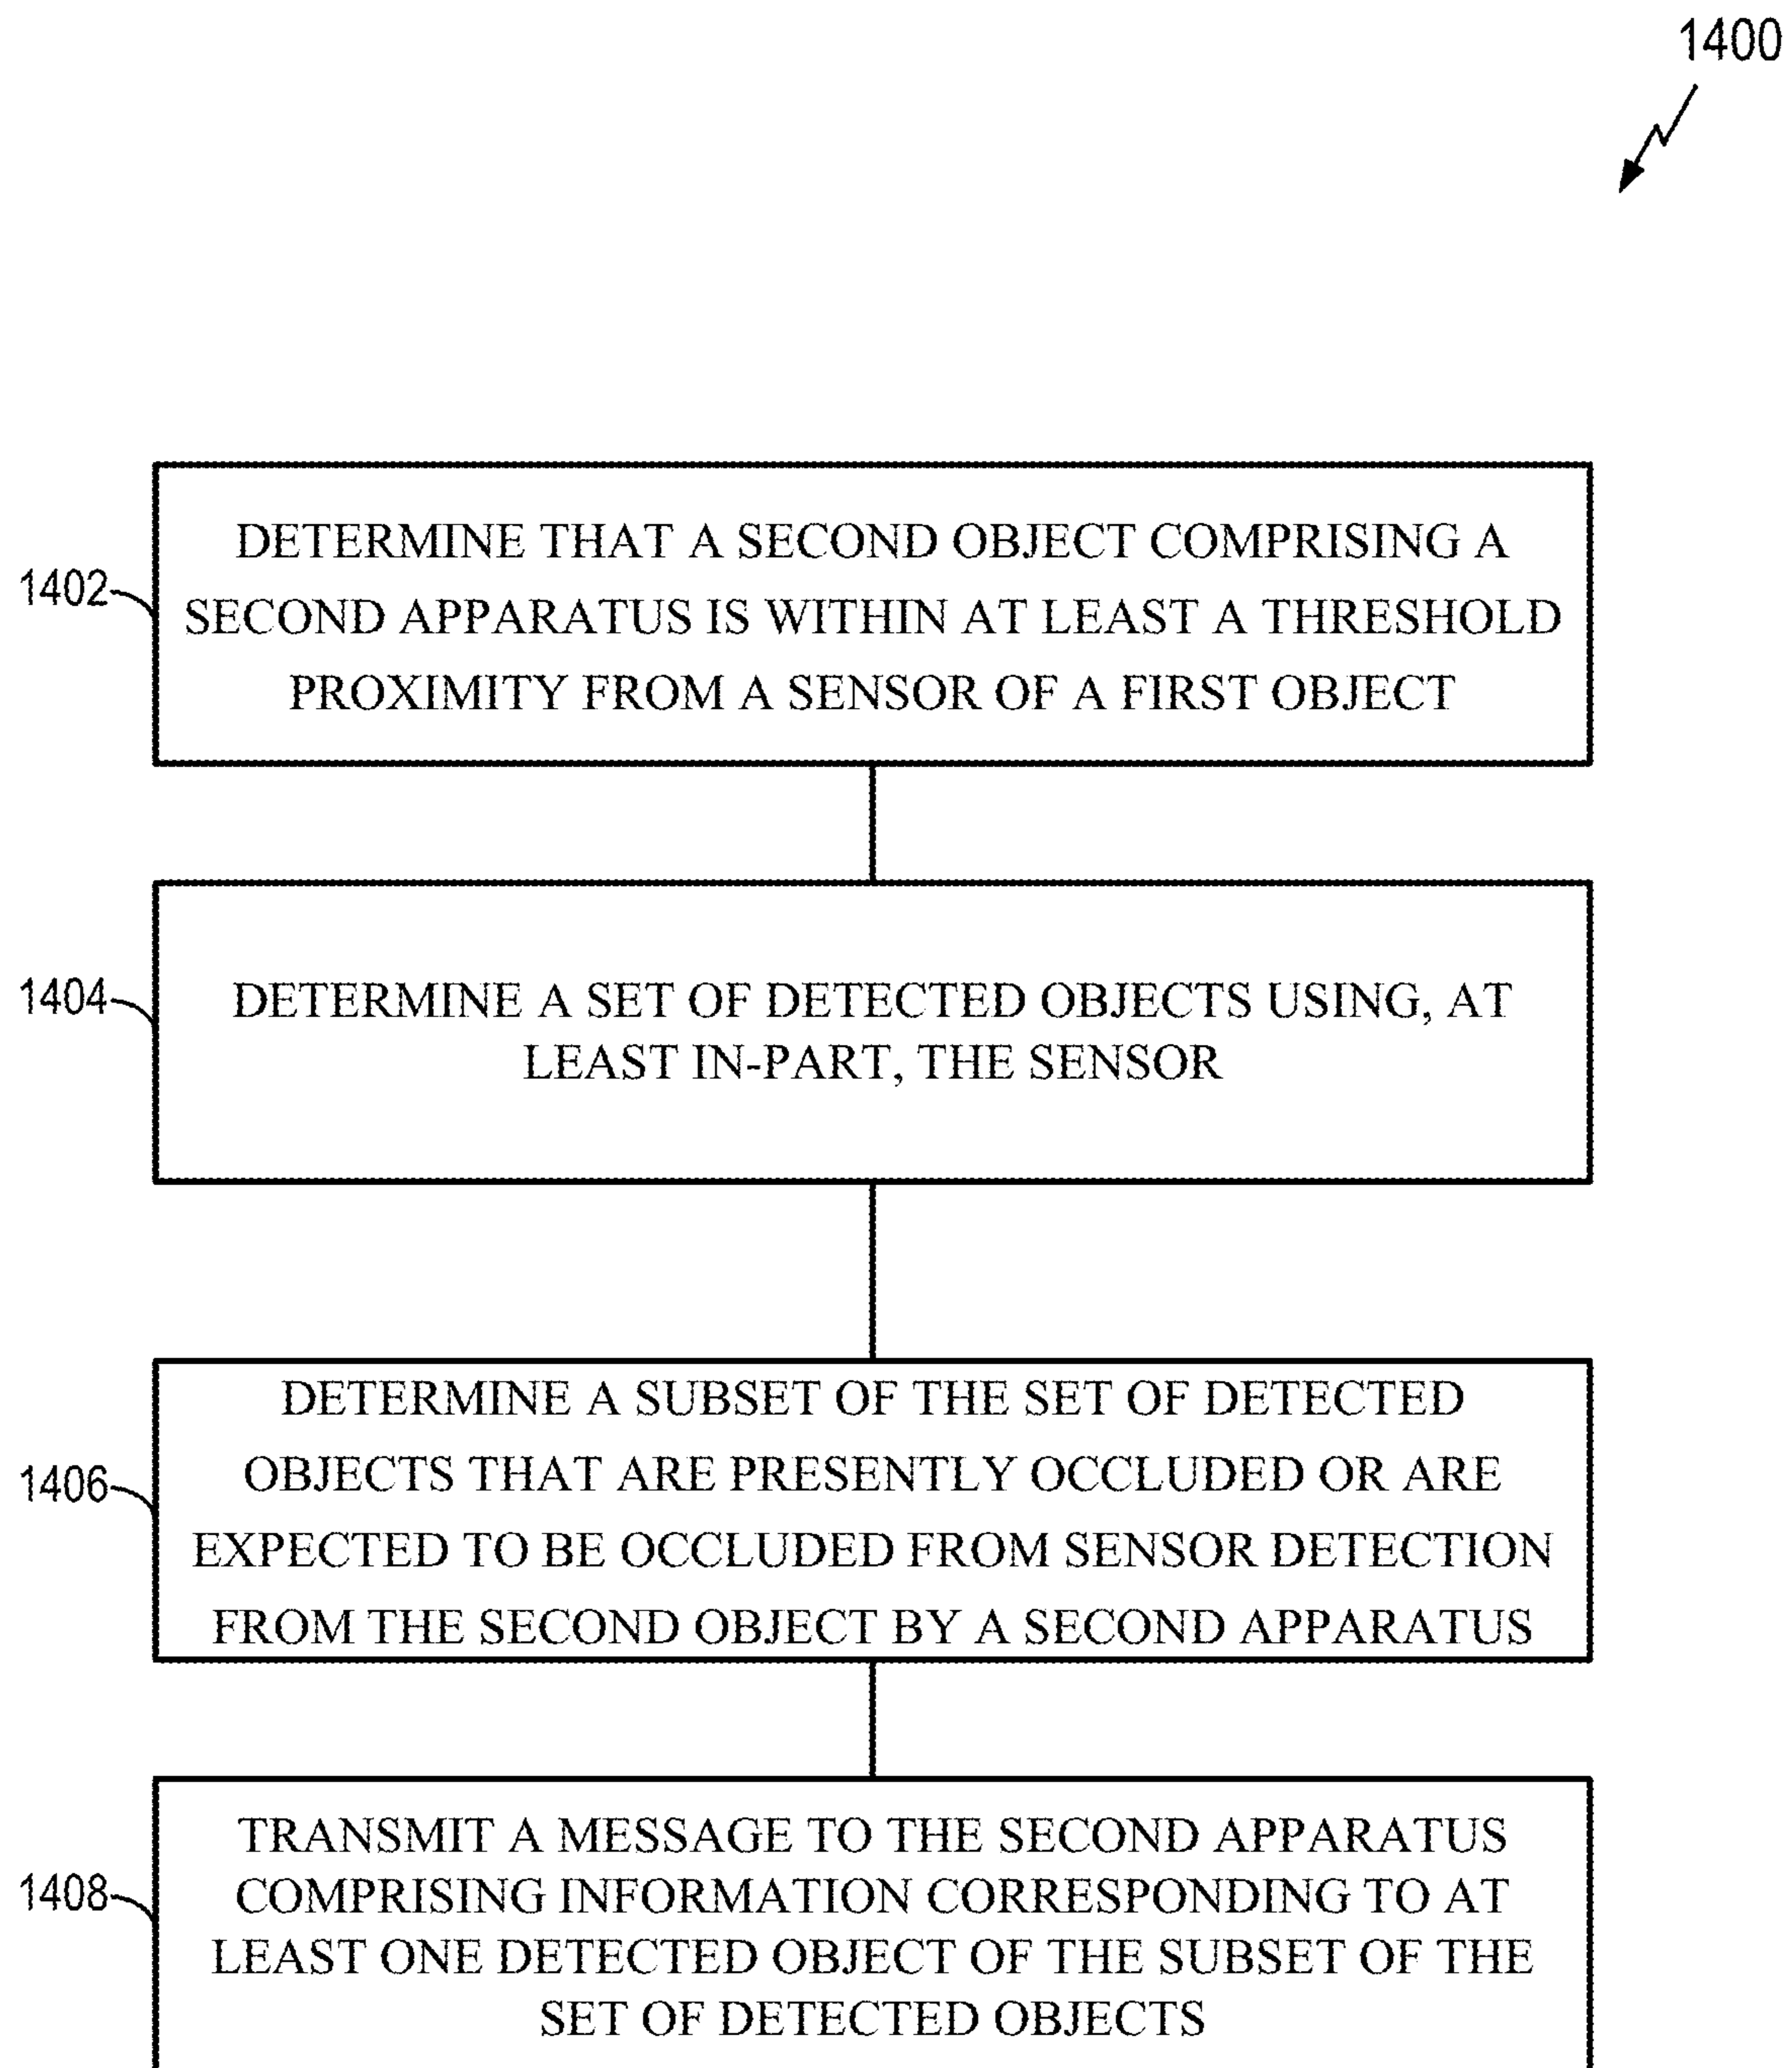 1400
1402
DETERMINE THAT A SECOND OBJECT COMPRISING A
SECOND APPARATUS IS WITHIN AT LEAST A THRESHOLD
PROXIMITY FROM A SENSOR OF A FIRST OBJECT
1404
DETERMINE A SET OF DETECTED OBJECTS USING, AT
LEAST IN-PART, THE SENSOR
1406
DETERMINE A SUBSET OF THE SET OF DETECTED
OBJECTS THAT ARE PRESENTLY OCCLUDED OR ARE
EXPECTED TO BE OCCLUDED FROM SENSOR DETECTION
FROM THE SECOND OBJECT BY A SECOND APPARATUS
1408
TRANSMIT A MESSAGE TO THE SECOND APPARATUS
COMPRISING INFORMATION CORRESPONDING TO AT
LEAST ONE DETECTED OBJECT OF THE SUBSET OF THE
SET OF DETECTED OBJECTS